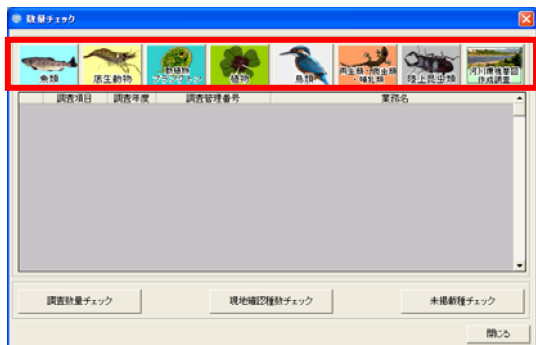 数量チェック
魚類 底生動物 動植物プランクトン 植物 鳥類 両生類・爬虫類・哺乳類 陸上昆虫類 河川環境基図作成調査
調査項目 調査年度 調査管理番号 業務名
調査数量チェック 現地確認種数チェック 未掲載種チェック
閉じる